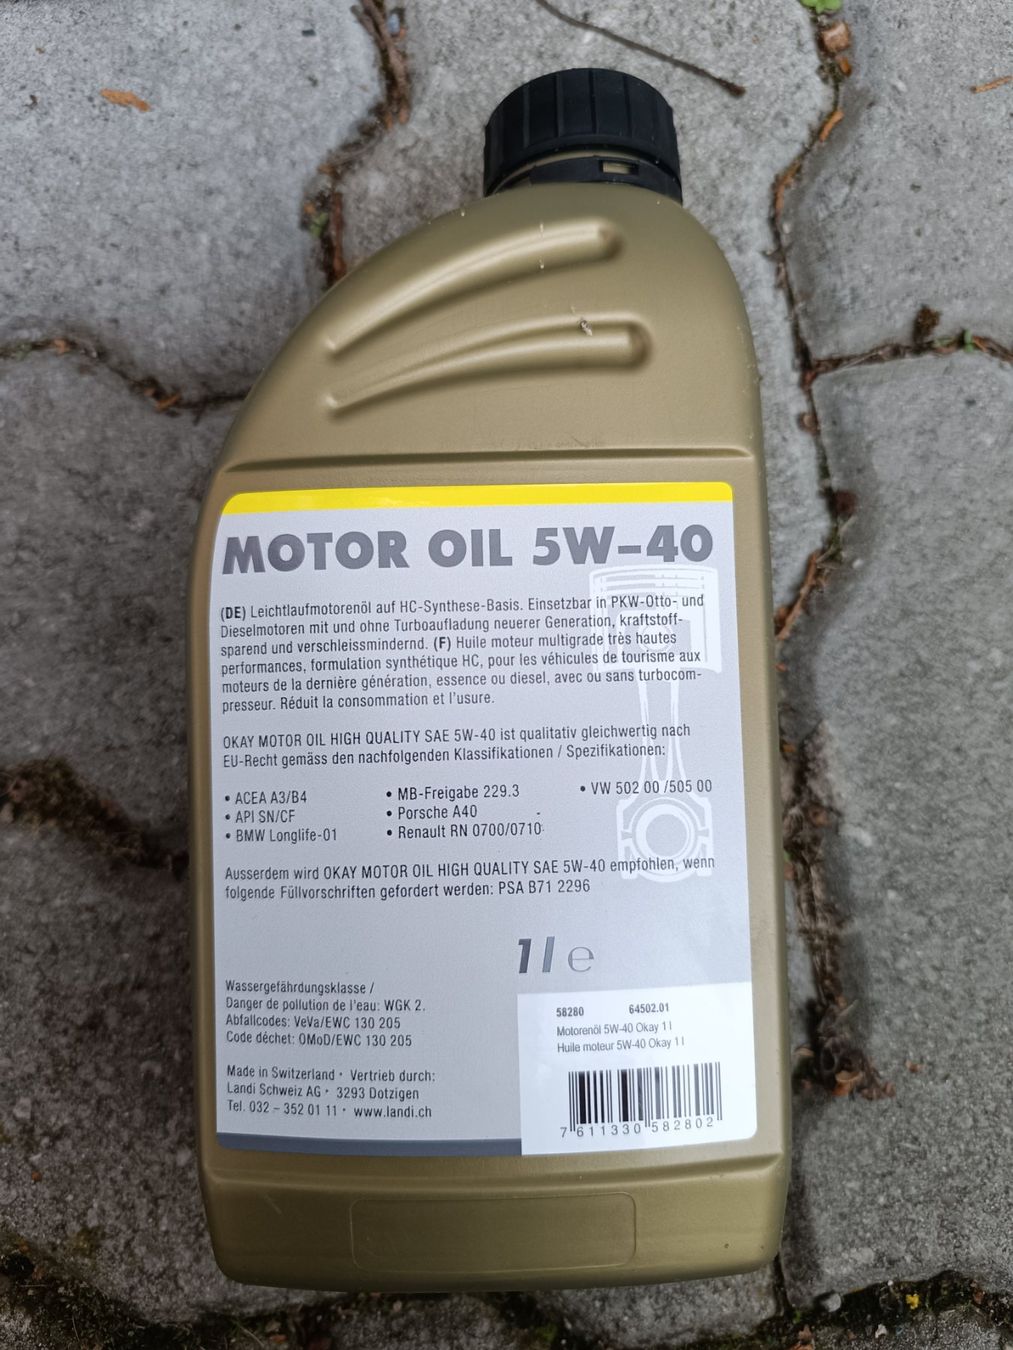 MOTOR OIL 5W-40
(DE) Leichtlaufmotorenöl auf HC-Synthese-Basis. Einsetzbar in PKW-Otto- und
Dieselmotoren mit und ohne Turboaufladung neuerer Generation, kraftstoff-
sparend und verschleissmindernd. (F) Huile moteur multigrade très hautes
performances, formulation synthétique HC, pour les véhicules de tourisme aux
moteurs de la dernière génération, essence ou diesel, avec ou sans turbocom-
presseur. Réduit la consommation et l'usure.
OKAY MOTOR OIL HIGH QUALITY SAE 5W-40 ist qualitativ gleichwertig nach
EU-Recht gemäss den nachfolgenden Klassifikationen / Spezifikationen:
• ACEA A3/B4
• API SN/CF
• BMW Longlife-01
• MB-Freigabe 229.3
• Porsche A40
• Renault RN 0700/0710
• VW 502 00 /505 00
Ausserdem wird OKAY MOTOR OIL HIGH QUALITY SAE 5W-40 empfohlen, wenn
folgende Füllvorschriften gefordert werden: PSA B71 2296
1 l e
Wassergefährdungsklasse /
Danger de pollution de l'eau: WGK 2.
Abfallcodes: VeVa/EWC 130 205
Code déchet: OMoD/EWC 130 205
Made in Switzerland · Vertrieb durch:
Landi Schweiz AG · 3293 Dotzigen
Tel. 032 – 352 01 11 · www.landi.ch
58280 64502.01
Motorenöl 5W-40 Okay 1 l
Huile moteur 5W-40 Okay 1 l
7 611330 582802